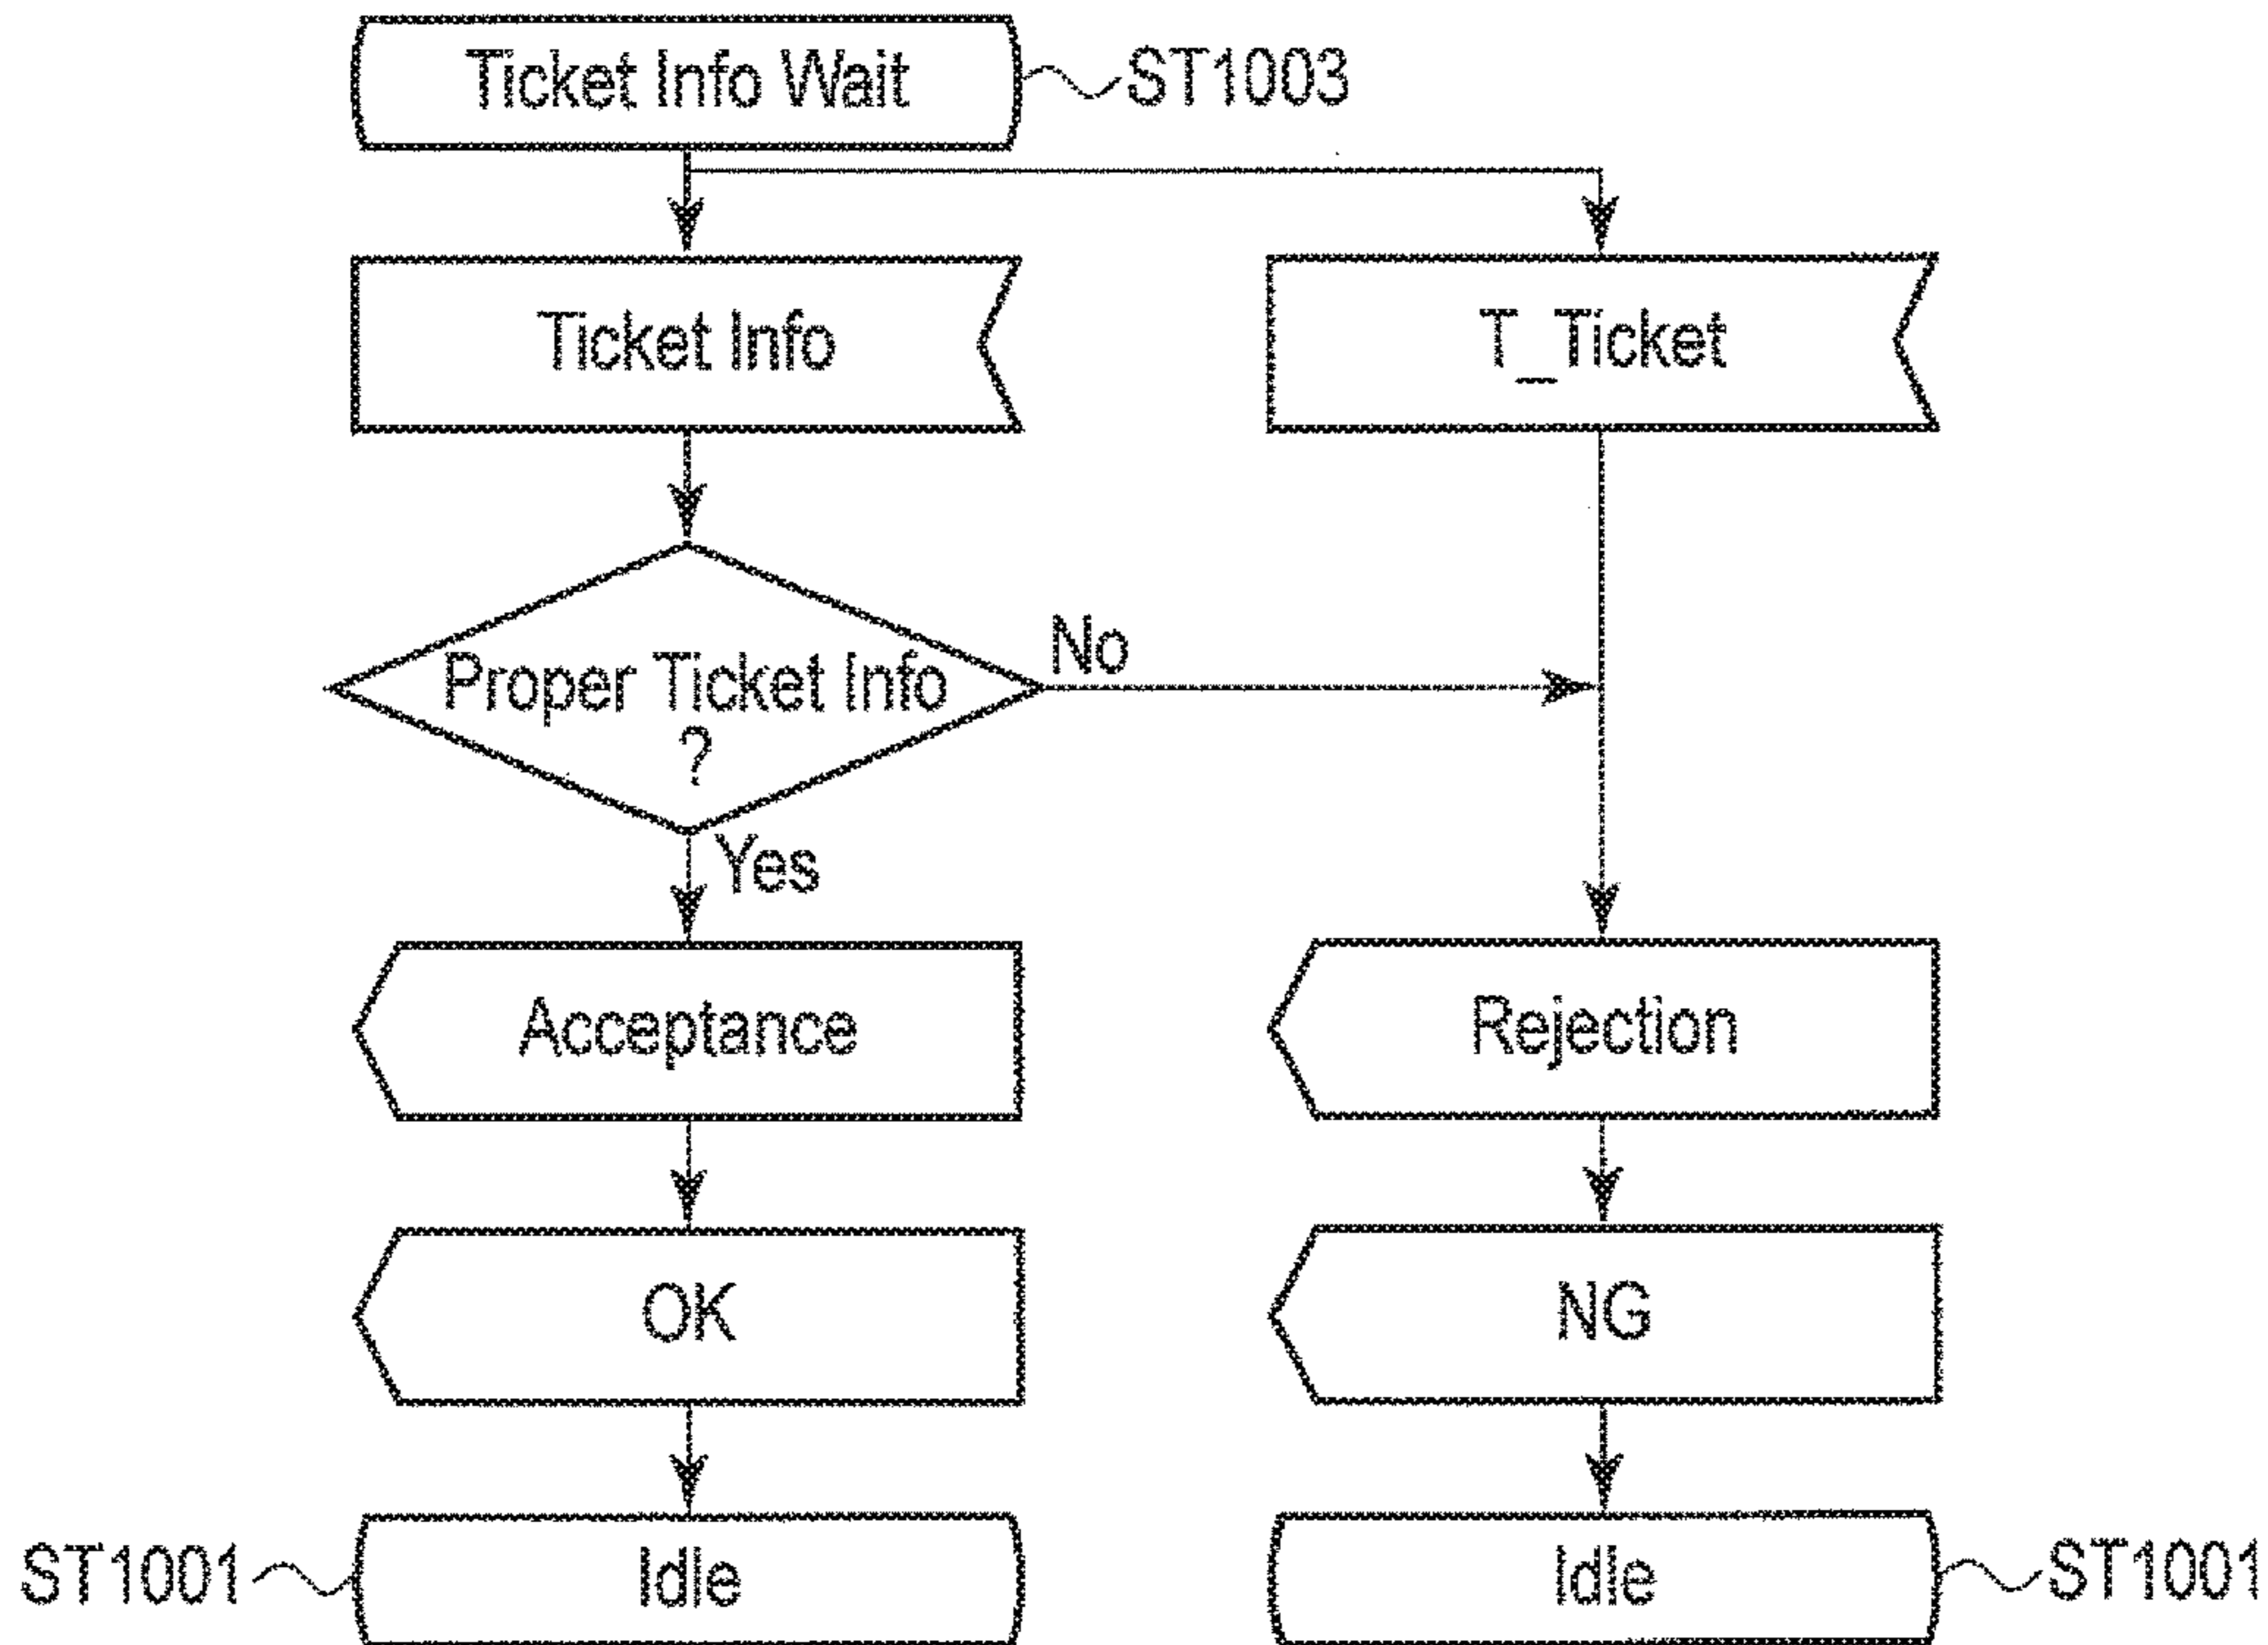 Ticket Info Wait
ST1003
Ticket Info
T_Ticket
Proper Ticket Info
?
No
Yes
Acceptance
Rejection
OK
NG
ST1001
Idle
Idle
ST1001